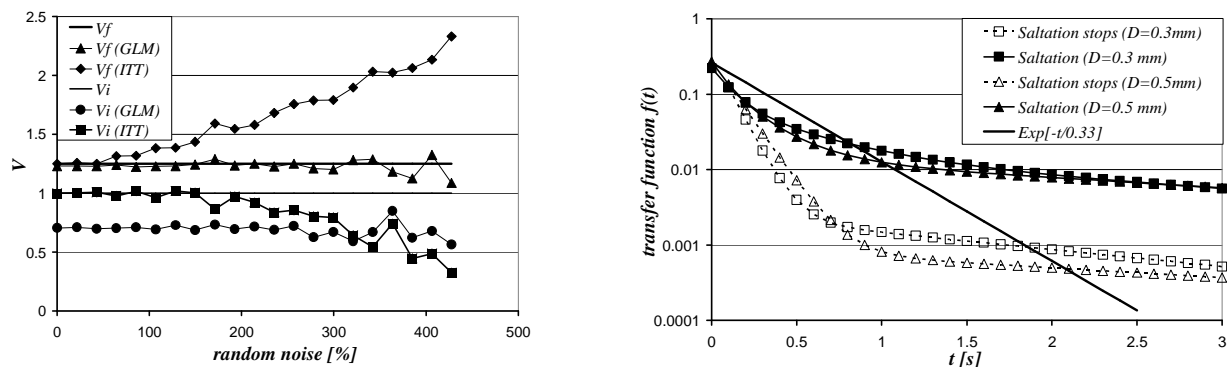 2.5
2
1.5
1
0.5
0
V
Vf
Vf (GLM)
Vf (ITT)
Vi
Vi (GLM)
Vi (ITT)
0 100 200 300 400 500
random noise [%]
1
0.1
0.01
0.001
0.0001
transfer function f(t)
Saltation stops (D=0.3mm)
Saltation (D=0.3 mm)
Saltation stops (D=0.5mm)
Saltation (D=0.5 mm)
Exp[-t/0.33]
0 0.5 1 1.5 2 2.5 3
t [s]